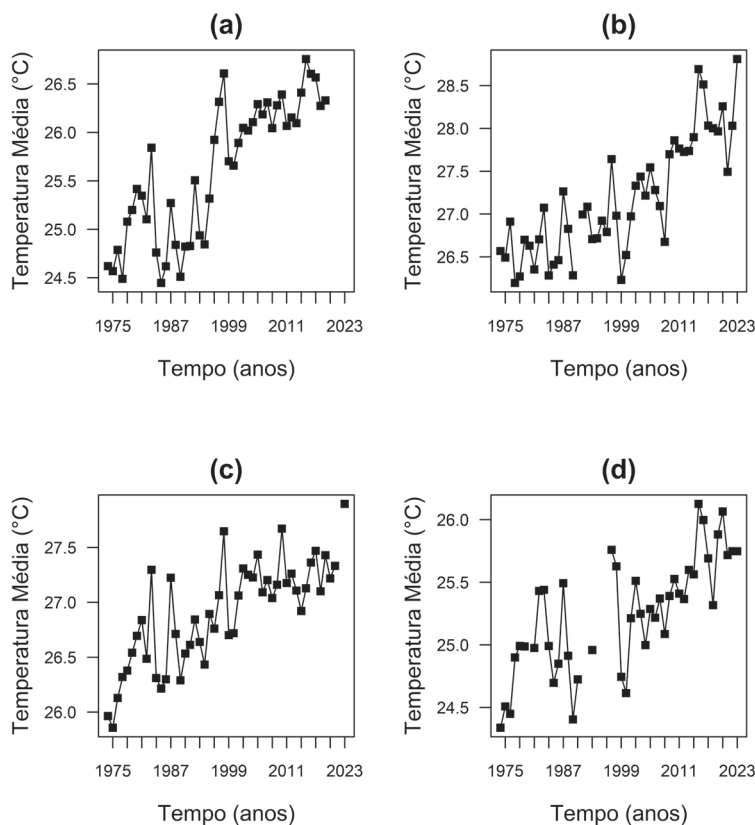 (a)
Temperatura Média (°C)
26.5
26.0
25.5
25.0
24.5
1975 1987 1999 2011 2023
Tempo (anos)
(b)
Temperatura Média (°C)
28.5
28.0
27.5
27.0
26.5
1975 1987 1999 2011 2023
Tempo (anos)
(c)
Temperatura Média (°C)
27.5
27.0
26.5
26.0
1975 1987 1999 2011 2023
Tempo (anos)
(d)
Temperatura Média (°C)
26.0
25.5
25.0
24.5
1975 1987 1999 2011 2023
Tempo (anos)